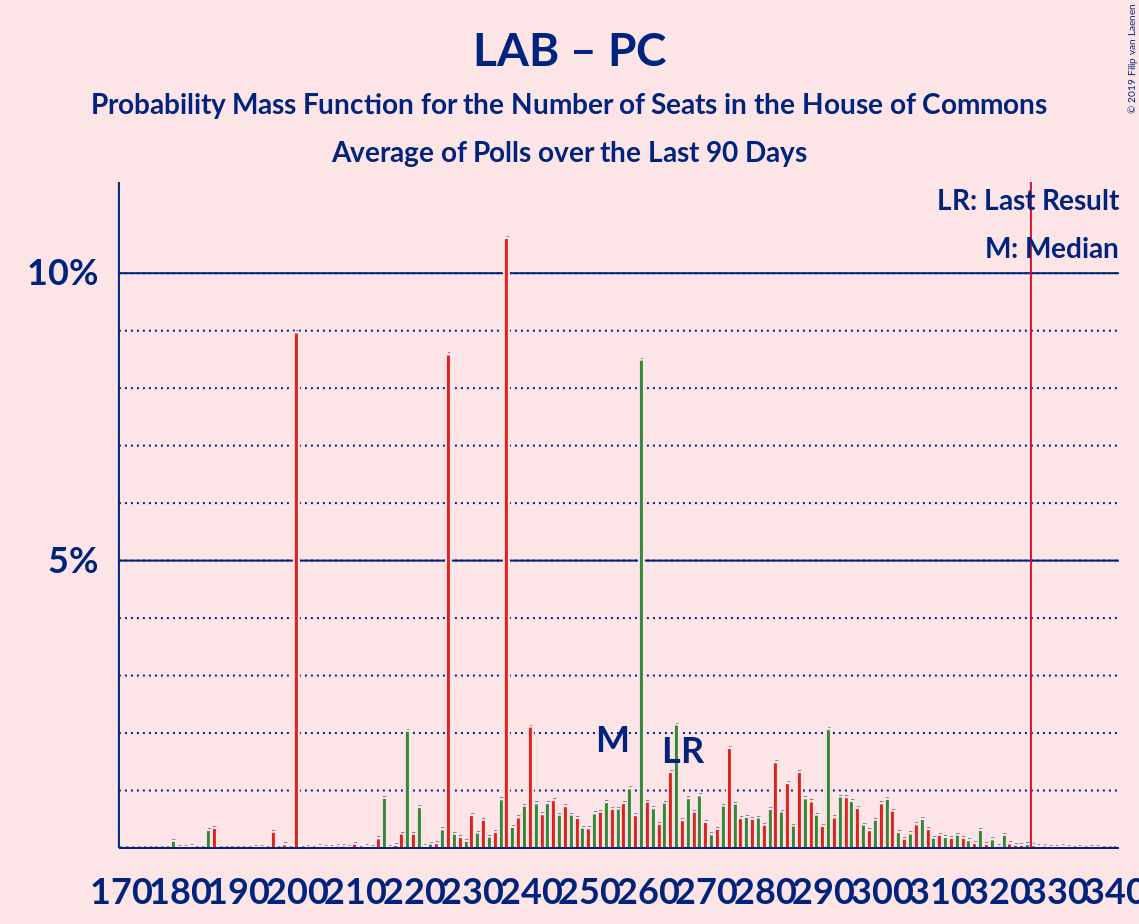 LAB – PC
Probability Mass Function for the Number of Seats in the House of Commons
Average of Polls over the Last 90 Days
© 2019 Filip van Laenen
LR: Last Result
M: Median
10%
5%
M
LR
170 180 190 200 210 220 230 240 250 260 270 280 290 300 310 320 330 340